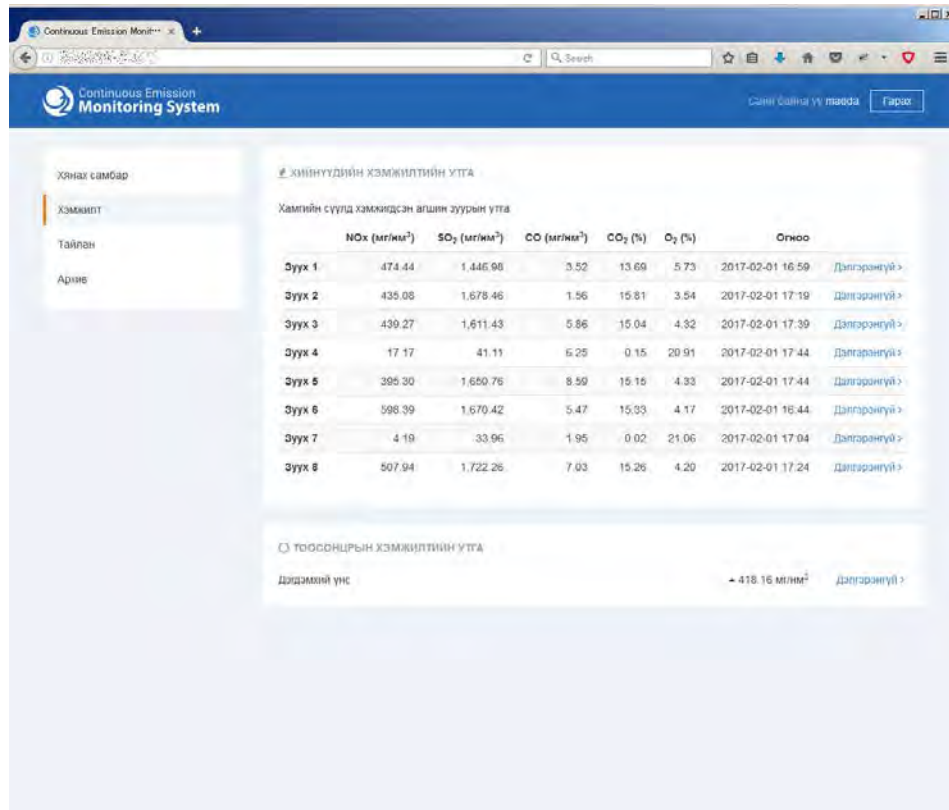 Continuous Emission Monit··· × +
Search
Continuous Emission
Monitoring System
Сайн байна уу maeda Гарах
Хянах самбар
Хэмжилт
Тайлан
Архив
ХИЙНҮҮДИЙН ХЭМЖИЛТИЙН УТГА
Хамгийн сүүлд хэмжигдсэн агшин зуурын утга
NOx (мг/нм³) SO₂ (мг/нм³) CO (мг/нм³) CO₂ (%) O₂ (%) Огноо
Зуух 1 474.44 1,446.98 3.52 13.69 5.73 2017-02-01 16:59 Дэлгэрэнгүй >
Зуух 2 435.08 1,678.46 1.56 15.81 3.54 2017-02-01 17:19 Дэлгэрэнгүй >
Зуух 3 439.27 1,611.43 5.86 15.04 4.32 2017-02-01 17:39 Дэлгэрэнгүй >
Зуух 4 17.17 41.11 6.25 0.15 20.91 2017-02-01 17:44 Дэлгэрэнгүй >
Зуух 5 395.30 1,650.76 8.59 15.15 4.33 2017-02-01 17:44 Дэлгэрэнгүй >
Зуух 6 598.39 1,670.42 5.47 15.33 4.17 2017-02-01 16:44 Дэлгэрэнгүй >
Зуух 7 4.19 33.96 1.95 0.02 21.06 2017-02-01 17:04 Дэлгэрэнгүй >
Зуух 8 507.94 1,722.26 7.03 15.26 4.20 2017-02-01 17:24 Дэлгэрэнгүй >
ТООСОНЦРЫН ХЭМЖИЛТИЙН УТГА
Дэгдэмхий үнс 418.16 мг/нм³ Дэлгэрэнгүй >